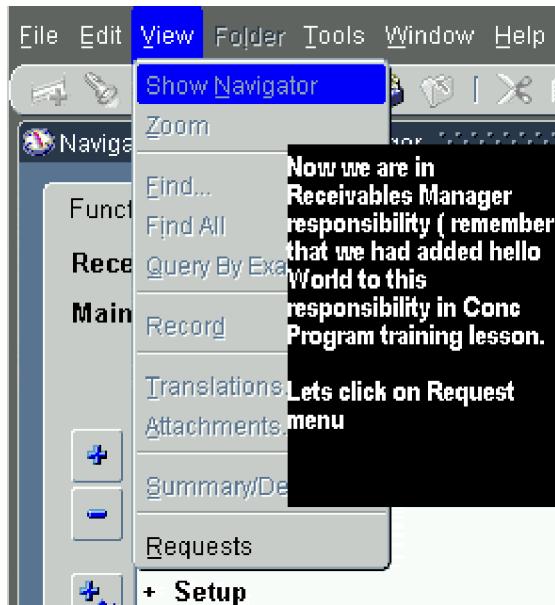 File Edit View Folder Tools Window Help
Show Navigator
Zoom
Find...
Find All
Query By Exa
Record
Translations.
Attachments.
Summary/De
Requests
Naviga
gor
Funct
Rece
Main
+ Setup
Now we are in
Receivables Manager
responsibility ( remember
that we had added hello
World to this
responsibility in Conc
Program training lesson.
Lets click on Request
menu